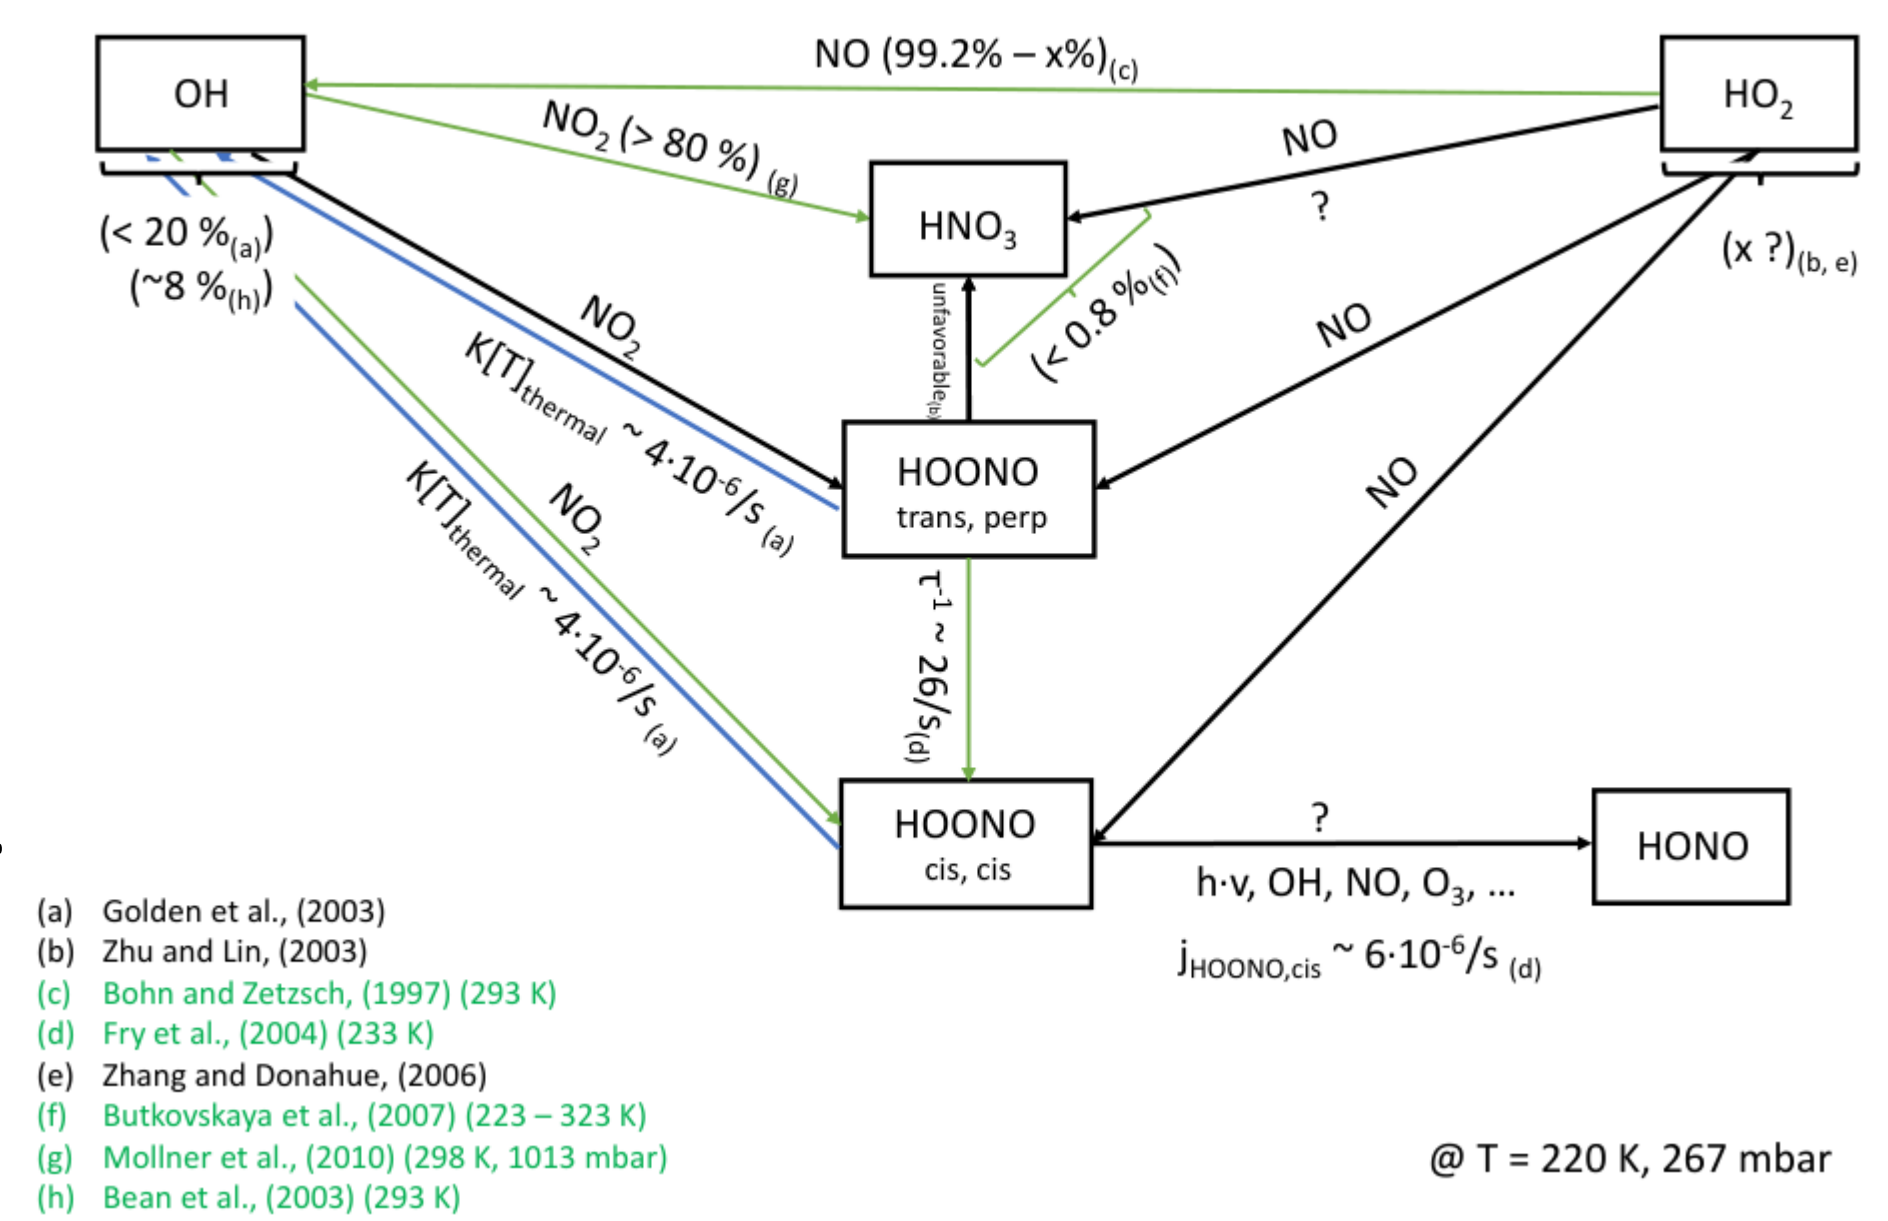 NO (99.2% – x%)(c)
OH
HO2
NO2 (> 80 %) (g)
NO
?
HNO3
(< 20 %(a))
(~8 %(h))
(x ?)(b, e)
unfavorable(b)
(< 0.8 %(f))
NO2
K[T]thermal ~ 4·10-6/s (a)
NO
HOONO
trans, perp
NO2
K[T]thermal ~ 4·10-6/s (a)
NO
τ-1 ~ 26/s(d)
HOONO
cis, cis
?
h·v, OH, NO, O3, ...
HONO
jHOONO,cis ~ 6·10-6/s (d)
(a) Golden et al., (2003)
(b) Zhu and Lin, (2003)
(c) Bohn and Zetzsch, (1997) (293 K)
(d) Fry et al., (2004) (233 K)
(e) Zhang and Donahue, (2006)
(f) Butkovskaya et al., (2007) (223 – 323 K)
(g) Mollner et al., (2010) (298 K, 1013 mbar)
(h) Bean et al., (2003) (293 K)
@ T = 220 K, 267 mbar